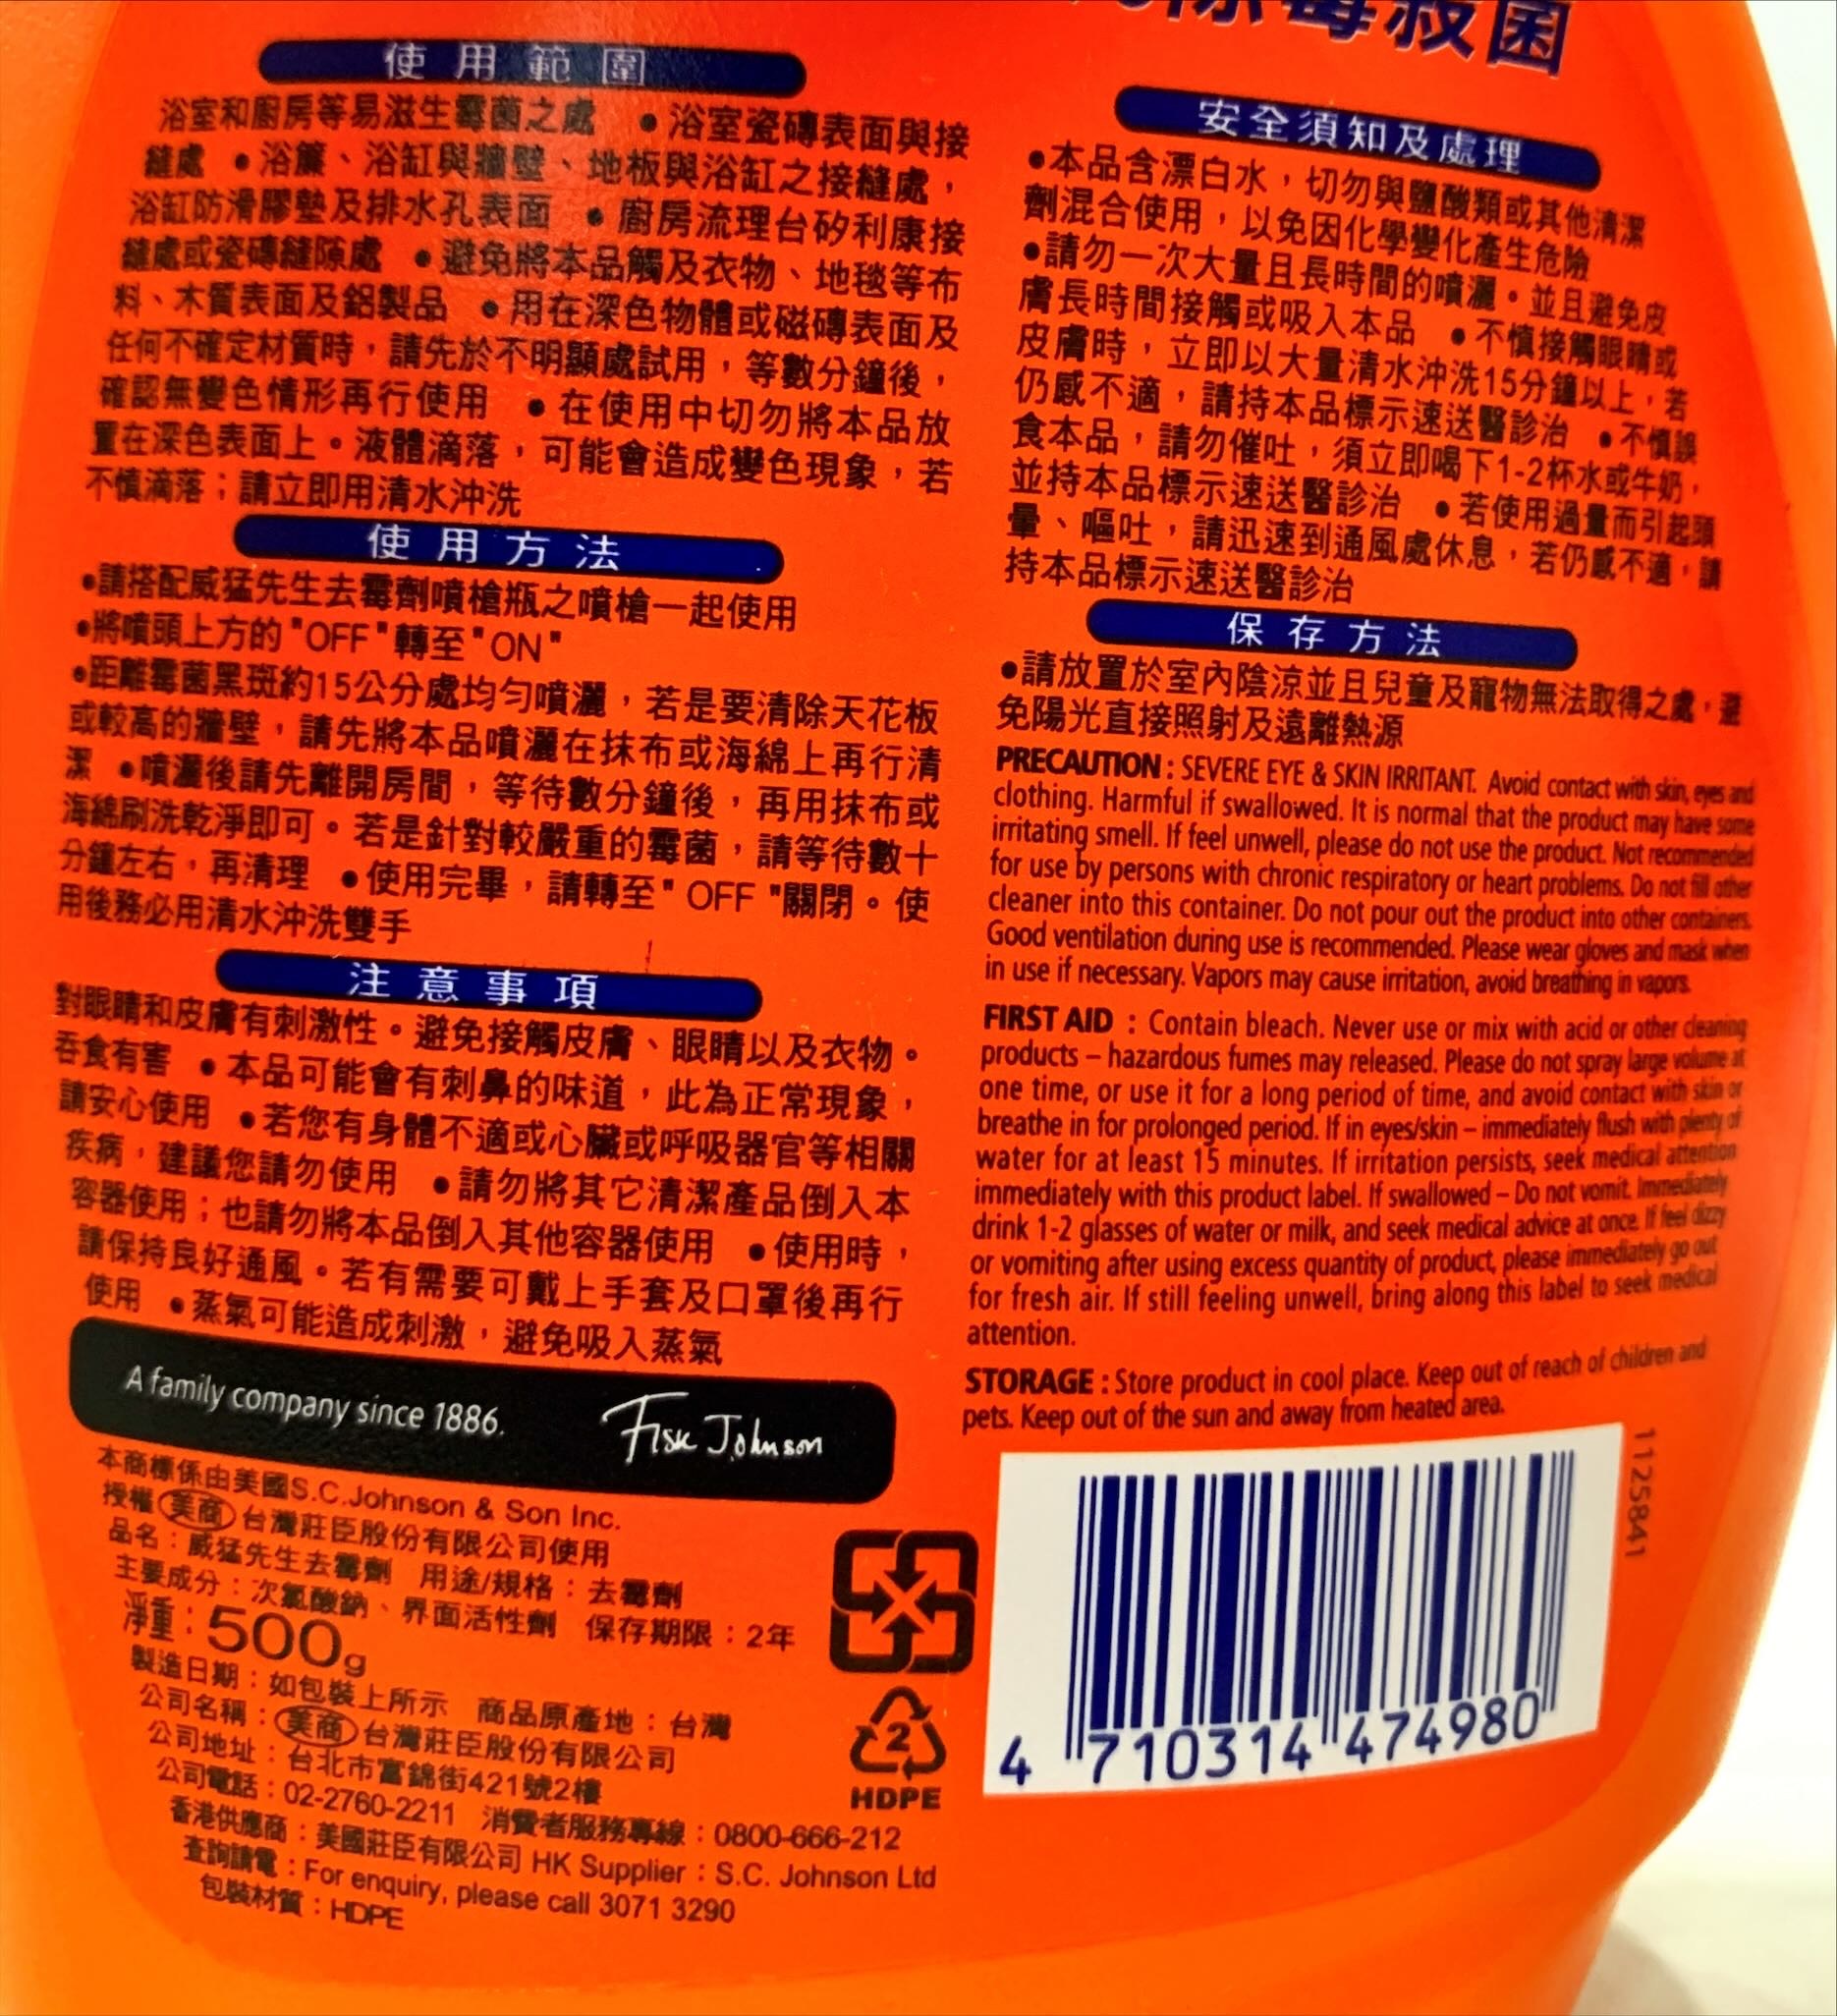 除霉殺菌
使用範圍
浴室和廚房等易滋生霉菌之處 ●浴室瓷磚表面與接
縫處 ●浴簾、浴缸與牆壁、地板與浴缸之接縫處，
浴缸防滑膠墊及排水孔表面 ●廚房流理台矽利康接
縫處或瓷磚縫隙處 ●避免將本品觸及衣物、地毯等布
料、木質表面及鋁製品 ●用在深色物體或磁磚表面及
任何不確定材質時，請先於不明顯處試用，等數分鐘後，
確認無變色情形再行使用 ●在使用中切勿將本品放
置在深色表面上。液體滴落，可能會造成變色現象，若
不慎滴落；請立即用清水沖洗
使用方法
●請搭配威猛先生去霉劑噴槍瓶之噴槍一起使用
●將噴頭上方的"OFF"轉至"ON"
●距離霉菌黑斑約15公分處均勻噴灑，若是要清除天花板
或較高的牆壁，請先將本品噴灑在抹布或海綿上再行清
潔 ●噴灑後請先離開房間，等待數分鐘後，再用抹布或
海綿刷洗乾淨即可。若是針對較嚴重的霉菌，請等待數十
分鐘左右，再清理 ●使用完畢，請轉至"OFF"關閉。使
用後務必用清水沖洗雙手
注意事項
對眼睛和皮膚有刺激性。避免接觸皮膚、眼睛以及衣物。
吞食有害 ●本品可能會有刺鼻的味道，此為正常現象，
請安心使用 ●若您有身體不適或心臟或呼吸器官等相關
疾病，建議您請勿使用 ●請勿將其它清潔產品倒入本
容器使用；也請勿將本品倒入其他容器使用 ●使用時，
請保持良好通風。若有需要可戴上手套及口罩後再行
使用 ●蒸氣可能造成刺激，避免吸入蒸氣
A family company since 1886.
Fisk Johnson
本商標係由美國S.C.Johnson & Son Inc.
授權美商台灣莊臣股份有限公司使用
品名：威猛先生去霉劑 用途/規格：去霉劑
主要成分：次氯酸鈉、界面活性劑 保存期限：2年
淨重：500g
製造日期：如包裝上所示 商品原產地：台灣
公司名稱：美商台灣莊臣股份有限公司
公司地址：台北市富錦街421號2樓
公司電話：02-2760-2211 消費者服務專線：0800-666-212
香港供應商：美國莊臣有限公司 HK Supplier：S.C. Johnson Ltd
查詢請電：For enquiry, please call 3071 3290
包裝材質：HDPE
2
HDPE
安全須知及處理
●本品含漂白水，切勿與鹽酸類或其他清潔
劑混合使用，以免因化學變化產生危險
●請勿一次大量且長時間的噴灑。並且避免皮
膚長時間接觸或吸入本品 ●不慎接觸眼睛或
皮膚時，立即以大量清水沖洗15分鐘以上，若
仍感不適，請持本品標示速送醫診治 ●不慎誤
食本品，請勿催吐，須立即喝下1-2杯水或牛奶，
並持本品標示速送醫診治 ●若使用過量而引起頭
暈、嘔吐，請迅速到通風處休息，若仍感不適，請
持本品標示速送醫診治
保存方法
●請放置於室內陰涼並且兒童及寵物無法取得之處，避
免陽光直接照射及遠離熱源
PRECAUTION : SEVERE EYE & SKIN IRRITANT. Avoid contact with skin, eyes and
clothing. Harmful if swallowed. It is normal that the product may have some
irritating smell. If feel unwell, please do not use the product. Not recommended
for use by persons with chronic respiratory or heart problems. Do not fill other
cleaner into this container. Do not pour out the product into other containers.
Good ventilation during use is recommended. Please wear gloves and mask when
in use if necessary. Vapors may cause irritation, avoid breathing in vapors.
FIRST AID : Contain bleach. Never use or mix with acid or other cleaning
products – hazardous fumes may released. Please do not spray large volume at
one time, or use it for a long period of time, and avoid contact with skin or
breathe in for prolonged period. If in eyes/skin – immediately flush with plenty of
water for at least 15 minutes. If irritation persists, seek medical attention
immediately with this product label. If swallowed – Do not vomit. Immediately
drink 1-2 glasses of water or milk, and seek medical advice at once. If feel dizzy
or vomiting after using excess quantity of product, please immediately go out
for fresh air. If still feeling unwell, bring along this label to seek medical
attention.
STORAGE : Store product in cool place. Keep out of reach of children and
pets. Keep out of the sun and away from heated area.
1125841
4 710314 474980